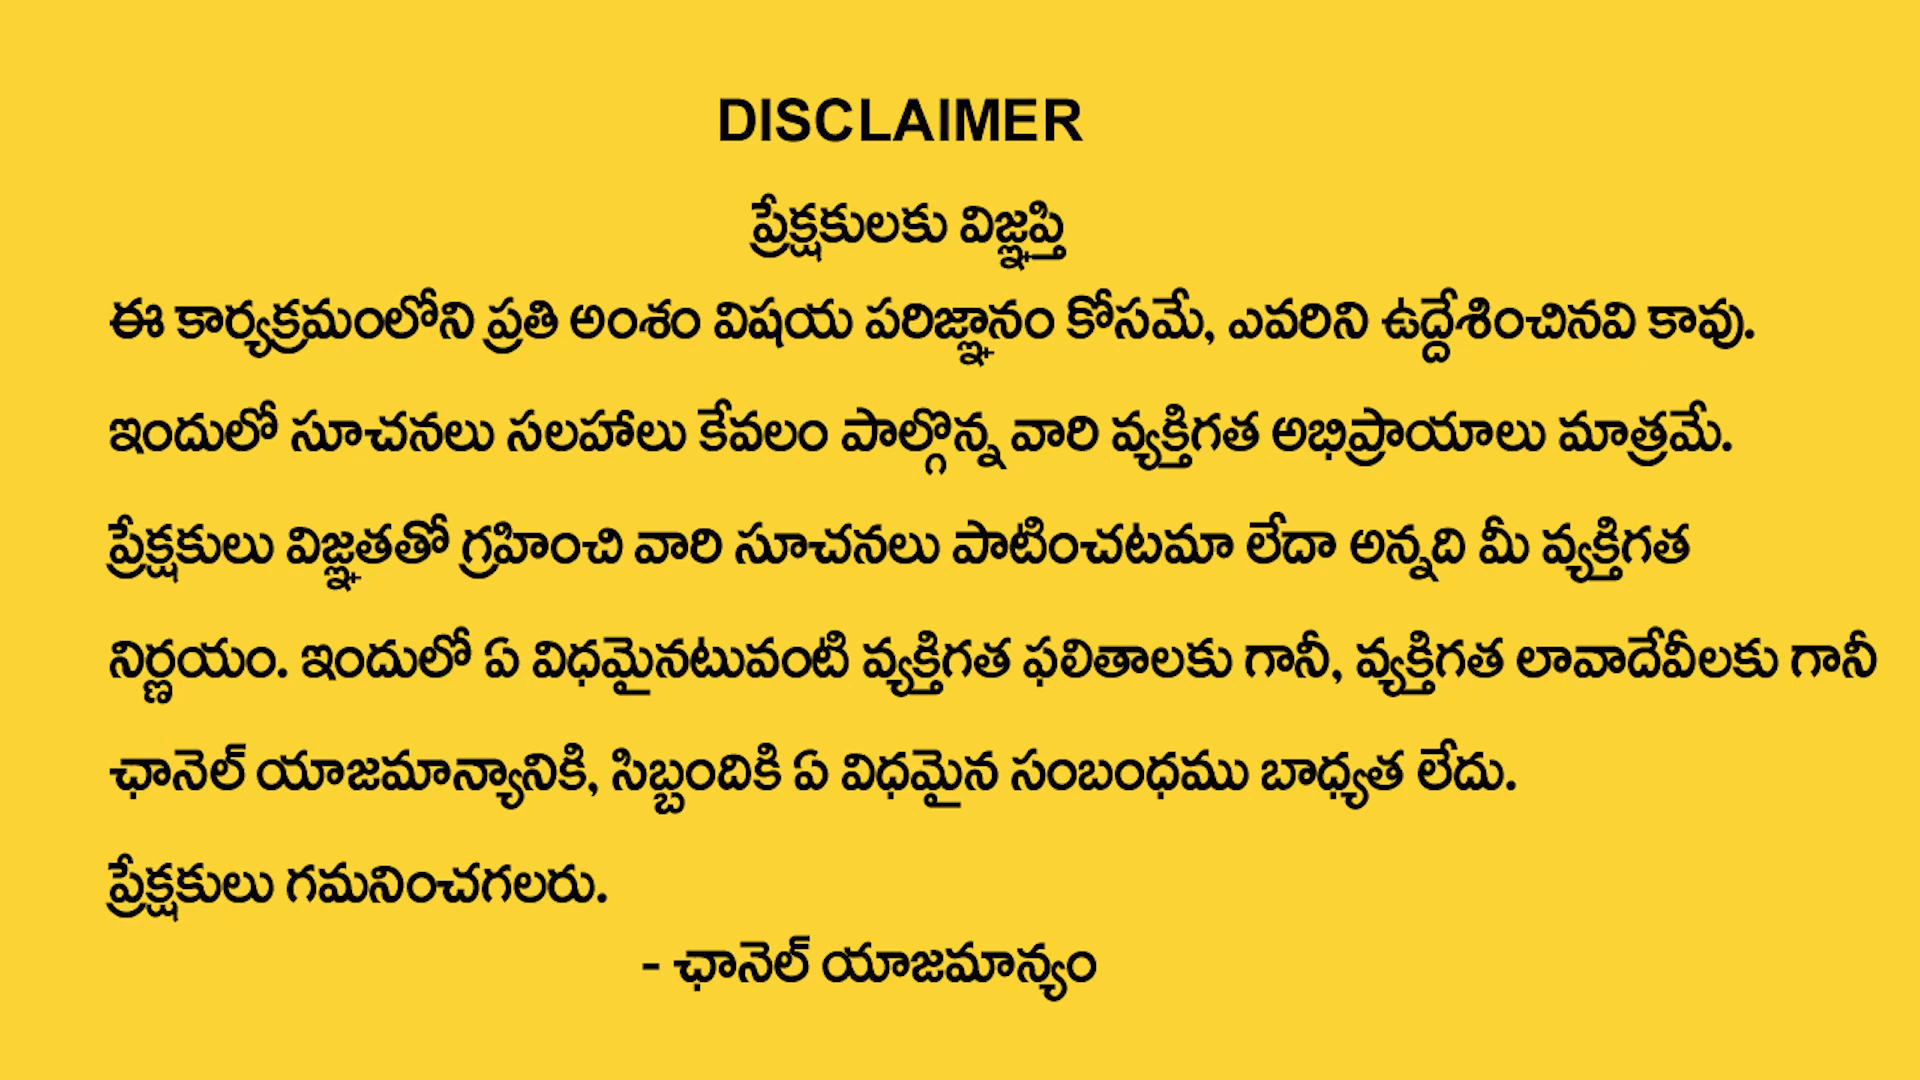 DISCLAIMER
ప్రేక్షకులకు విజ్ఞప్తి
ఈ కార్యక్రమంలోని ప్రతి అంశం విషయ పరిజ్ఞానం కోసమే, ఎవరిని ఉద్దేశించినవి కావు.
ఇందులో సూచనలు సలహాలు కేవలం పాల్గొన్న వారి వ్యక్తిగత అభిప్రాయాలు మాత్రమే.
ప్రేక్షకులు విజ్ఞతతో గ్రహించి వారి సూచనలు పాటించటమా లేదా అన్నది మీ వ్యక్తిగత
నిర్ణయం. ఇందులో ఏ విధమైనటువంటి వ్యక్తిగత ఫలితాలకు గానీ, వ్యక్తిగత లావాదేవీలకు గానీ
ఛానెల్ యాజమాన్యానికి, సిబ్బందికి ఏ విధమైన సంబంధము బాధ్యత లేదు.
ప్రేక్షకులు గమనించగలరు.
- ఛానెల్ యాజమాన్యం